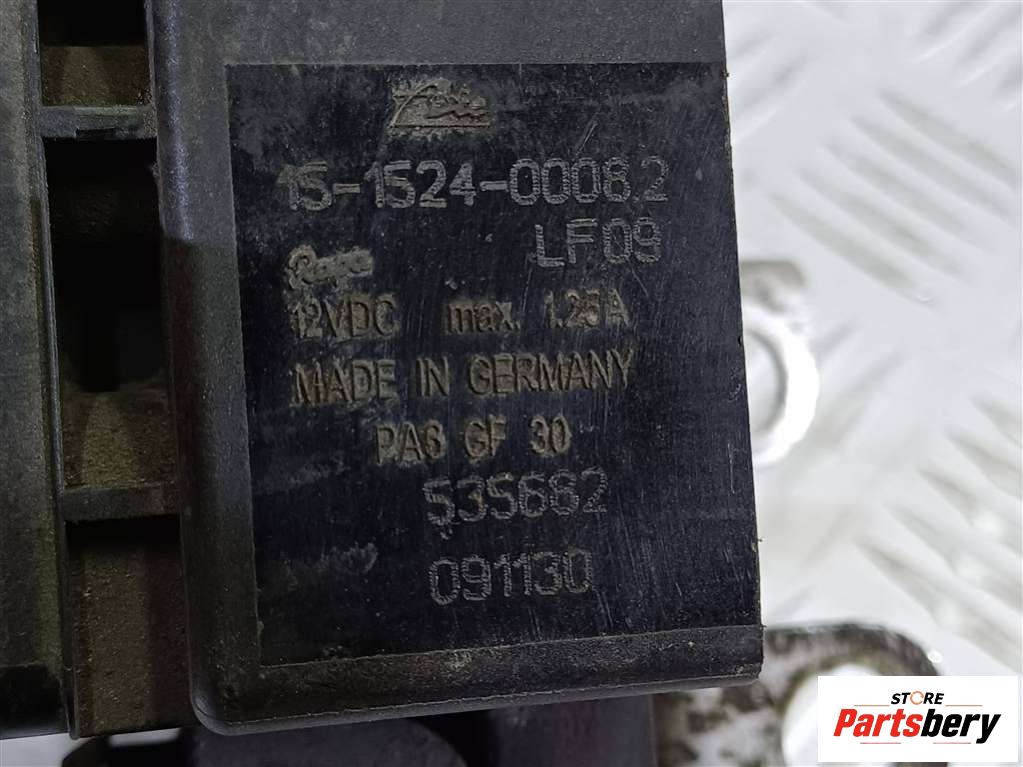 15-1524-0008.2
LF09
12VDC max. 1.25A
MADE IN GERMANY
PA6 GF 30
535682
091130
STORE
Partsbery